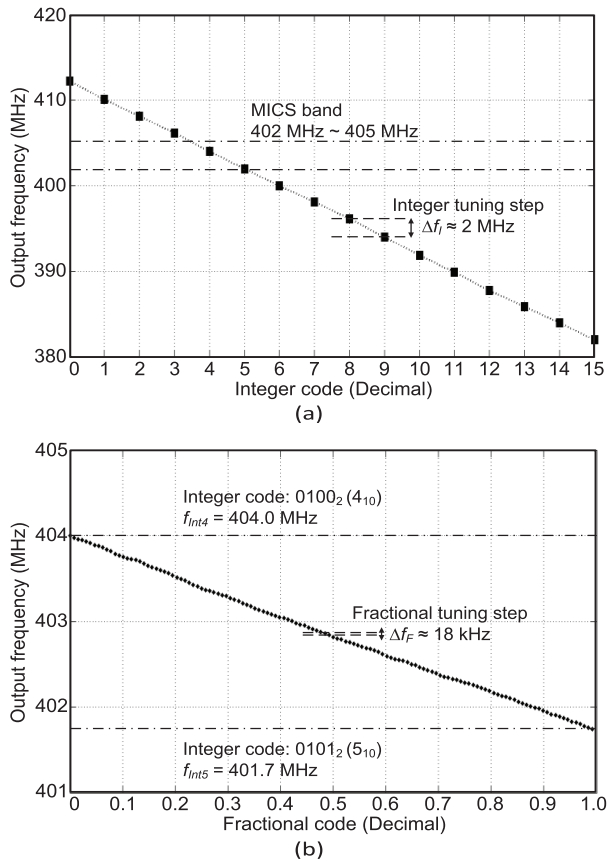 420
410
400
390
380
Output frequency (MHz)
MICS band
402 MHz ~ 405 MHz
Integer tuning step
Δf_I ≈ 2 MHz
0 1 2 3 4 5 6 7 8 9 10 11 12 13 14 15
Integer code (Decimal)
(a)
405
404
403
402
401
Output frequency (MHz)
Integer code: 0100₂ (4₁₀)
f_Int4 = 404.0 MHz
Fractional tuning step
Δf_F ≈ 18 kHz
Integer code: 0101₂ (5₁₀)
f_Int5 = 401.7 MHz
0 0.1 0.2 0.3 0.4 0.5 0.6 0.7 0.8 0.9 1.0
Fractional code (Decimal)
(b)